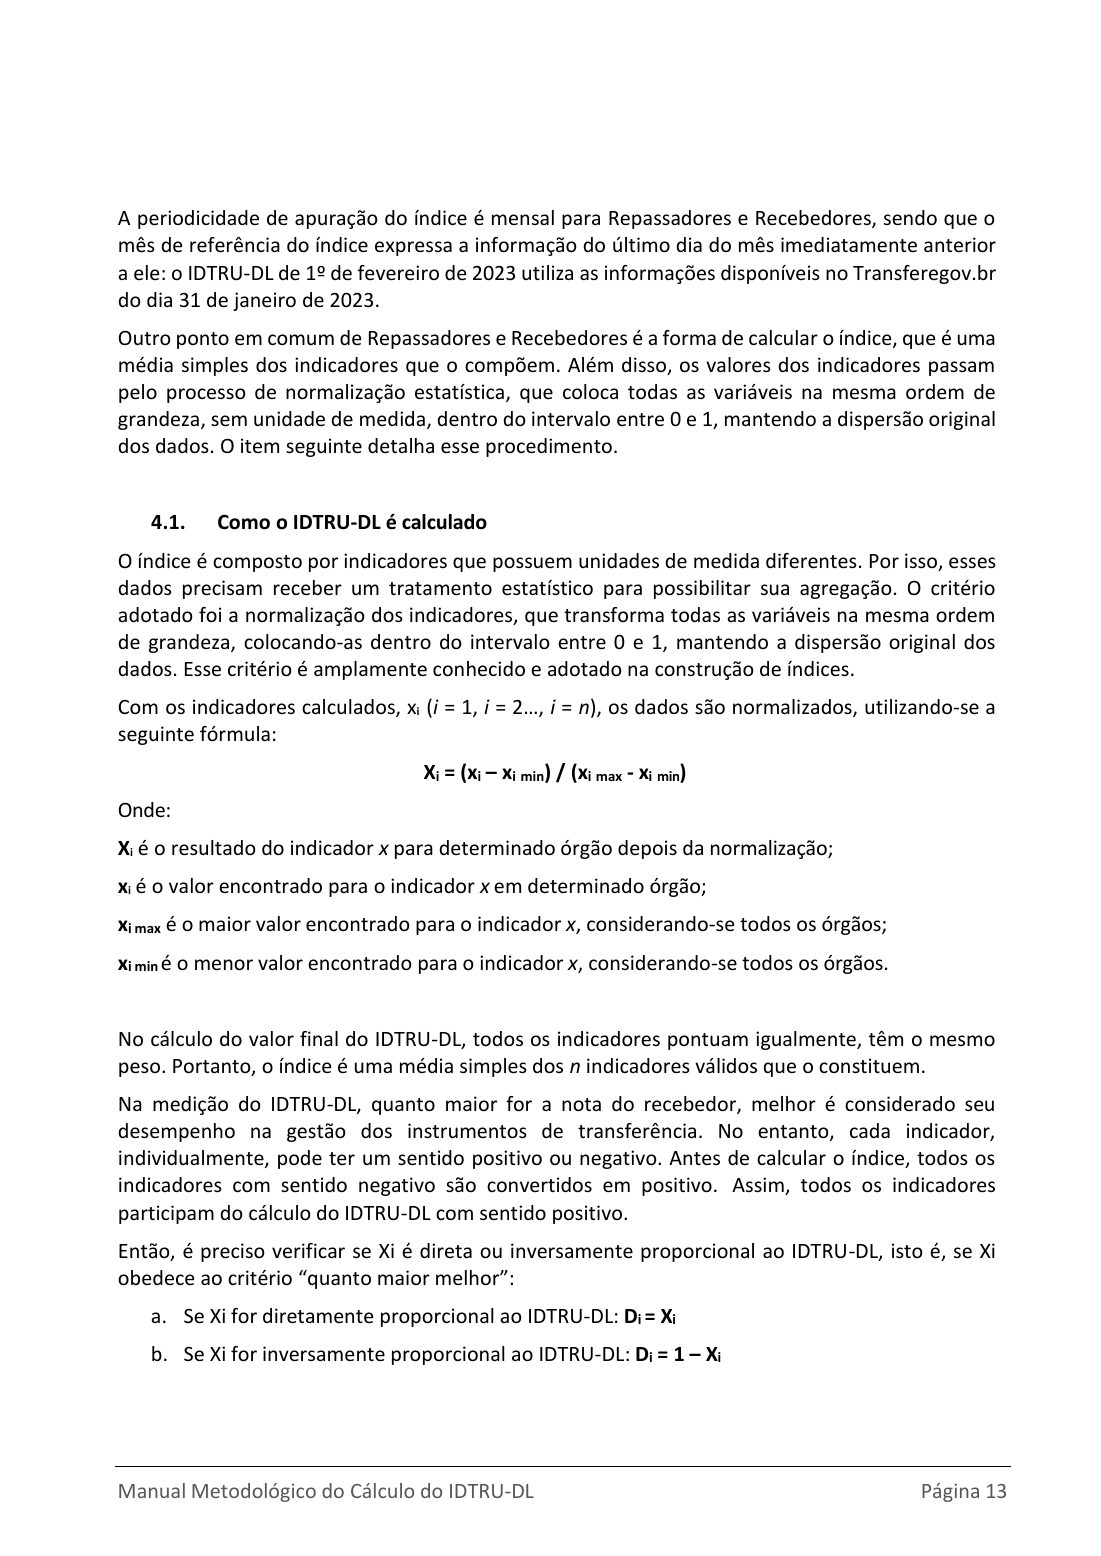 A periodicidade de apuração do índice é mensal para Repassadores e Recebedores, sendo que o
mês de referência do índice expressa a informação do último dia do mês imediatamente anterior
a ele: o IDTRU-DL de 1º de fevereiro de 2023 utiliza as informações disponíveis no Transferegov.br
do dia 31 de janeiro de 2023.
Outro ponto em comum de Repassadores e Recebedores é a forma de calcular o índice, que é uma
média simples dos indicadores que o compõem. Além disso, os valores dos indicadores passam
pelo processo de normalização estatística, que coloca todas as variáveis na mesma ordem de
grandeza, sem unidade de medida, dentro do intervalo entre 0 e 1, mantendo a dispersão original
dos dados. O item seguinte detalha esse procedimento.
4.1. Como o IDTRU-DL é calculado
O índice é composto por indicadores que possuem unidades de medida diferentes. Por isso, esses
dados precisam receber um tratamento estatístico para possibilitar sua agregação. O critério
adotado foi a normalização dos indicadores, que transforma todas as variáveis na mesma ordem
de grandeza, colocando-as dentro do intervalo entre 0 e 1, mantendo a dispersão original dos
dados. Esse critério é amplamente conhecido e adotado na construção de índices.
Com os indicadores calculados, xi (i = 1, i = 2…, i = n), os dados são normalizados, utilizando-se a
seguinte fórmula:
Xi = (xi – xi min) / (xi max - xi min)
Onde:
Xi é o resultado do indicador x para determinado órgão depois da normalização;
xi é o valor encontrado para o indicador x em determinado órgão;
xi max é o maior valor encontrado para o indicador x, considerando-se todos os órgãos;
xi min é o menor valor encontrado para o indicador x, considerando-se todos os órgãos.
No cálculo do valor final do IDTRU-DL, todos os indicadores pontuam igualmente, têm o mesmo
peso. Portanto, o índice é uma média simples dos n indicadores válidos que o constituem.
Na medição do IDTRU-DL, quanto maior for a nota do recebedor, melhor é considerado seu
desempenho na gestão dos instrumentos de transferência. No entanto, cada indicador,
individualmente, pode ter um sentido positivo ou negativo. Antes de calcular o índice, todos os
indicadores com sentido negativo são convertidos em positivo. Assim, todos os indicadores
participam do cálculo do IDTRU-DL com sentido positivo.
Então, é preciso verificar se Xi é direta ou inversamente proporcional ao IDTRU-DL, isto é, se Xi
obedece ao critério “quanto maior melhor”:
a. Se Xi for diretamente proporcional ao IDTRU-DL: Di = Xi
b. Se Xi for inversamente proporcional ao IDTRU-DL: Di = 1 – Xi
Manual Metodológico do Cálculo do IDTRU-DL Página 13